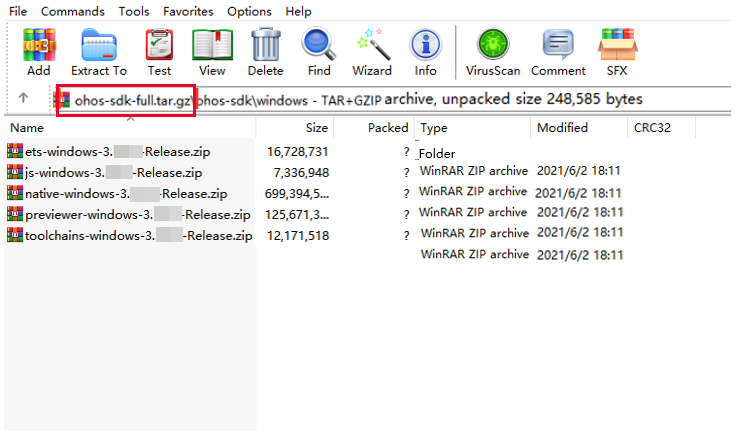 File Commands Tools Favorites Options Help
Add Extract To Test View Delete Find Wizard Info VirusScan Comment SFX
ohos-sdk-full.tar.gz\ohos-sdk\windows - TAR+GZIP archive, unpacked size 248,585 bytes
Name Size Packed Type Modified CRC32
ets-windows-3. -Release.zip 16,728,731 ? Folder
js-windows-3. -Release.zip 7,336,948 ? WinRAR ZIP archive 2021/6/2 18:11
native-windows-3. -Release.zip 699,394,5... ? WinRAR ZIP archive 2021/6/2 18:11
previewer-windows-3. -Release.zip 125,671,3... ? WinRAR ZIP archive 2021/6/2 18:11
toolchains-windows-3. -Release.zip 12,171,518 ? WinRAR ZIP archive 2021/6/2 18:11
WinRAR ZIP archive 2021/6/2 18:11